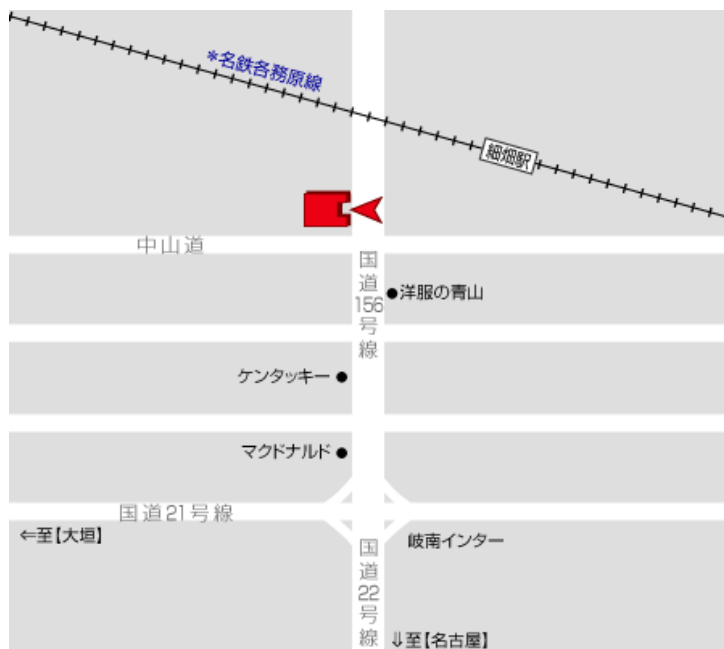 *名鉄各務原線
細畑駅
中山道
国道156号線
洋服の青山
ケンタッキー
マクドナルド
国道21号線
←至【大垣】
岐南インター
国道22号線
⇓至【名古屋】